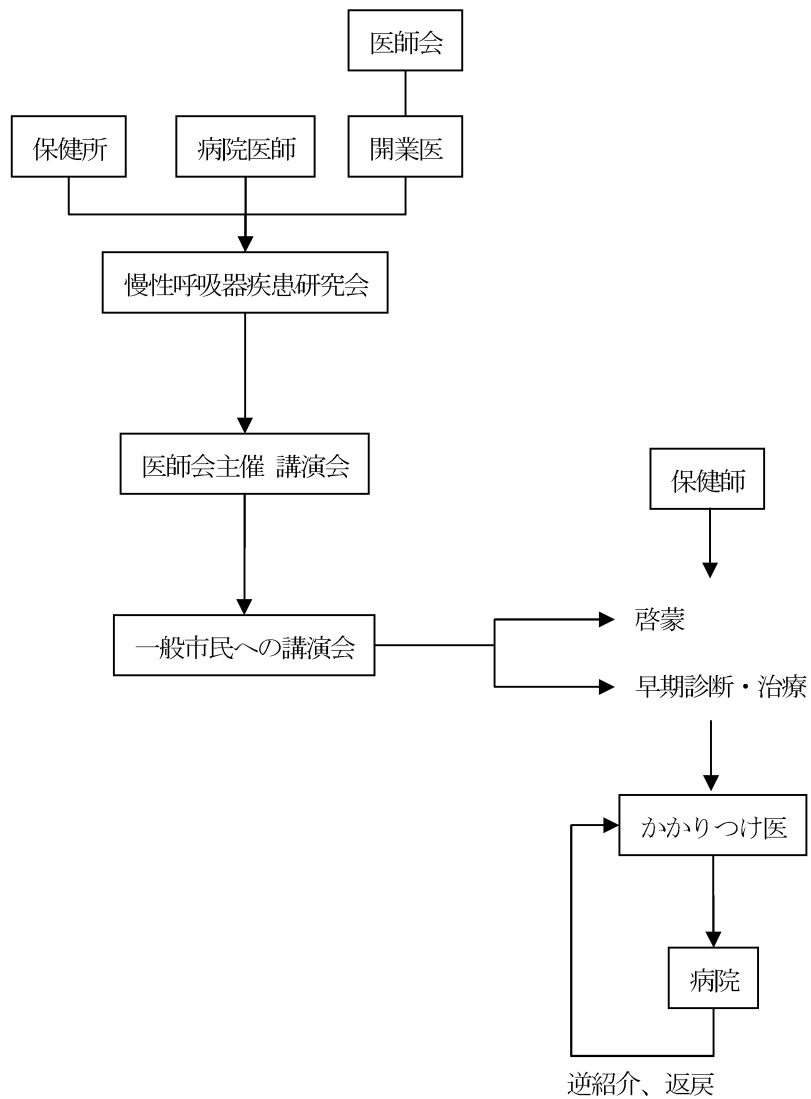 医師会
保健所
病院医師
開業医
慢性呼吸器疾患研究会
医師会主催 講演会
保健師
啓蒙
一般市民への講演会
早期診断・治療
かかりつけ医
病院
逆紹介、返戻